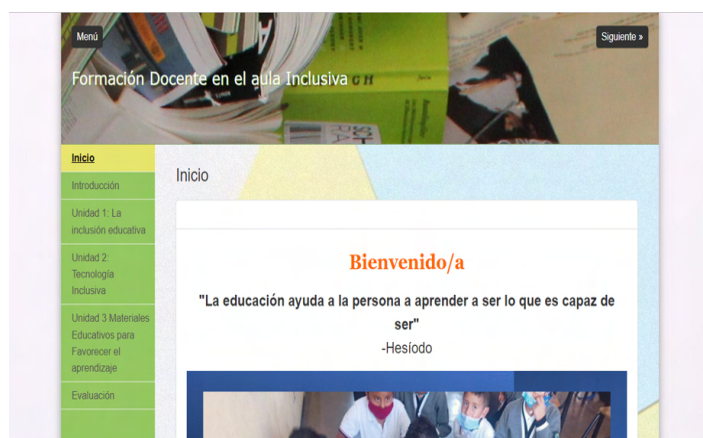 Menú
Siguiente »
Formación Docente en el aula Inclusiva
Inicio
Introducción
Unidad 1: La
inclusión educativa
Unidad 2:
Tecnología
Inclusiva
Unidad 3 Materiales
Educativos para
Favorecer el
aprendizaje
Evaluación
Inicio
Bienvenido/a
"La educación ayuda a la persona a aprender a ser lo que es capaz de
ser"
-Hesíodo